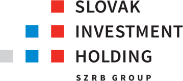 SLOVAK
INVESTMENT
HOLDING
SZRB GROUP